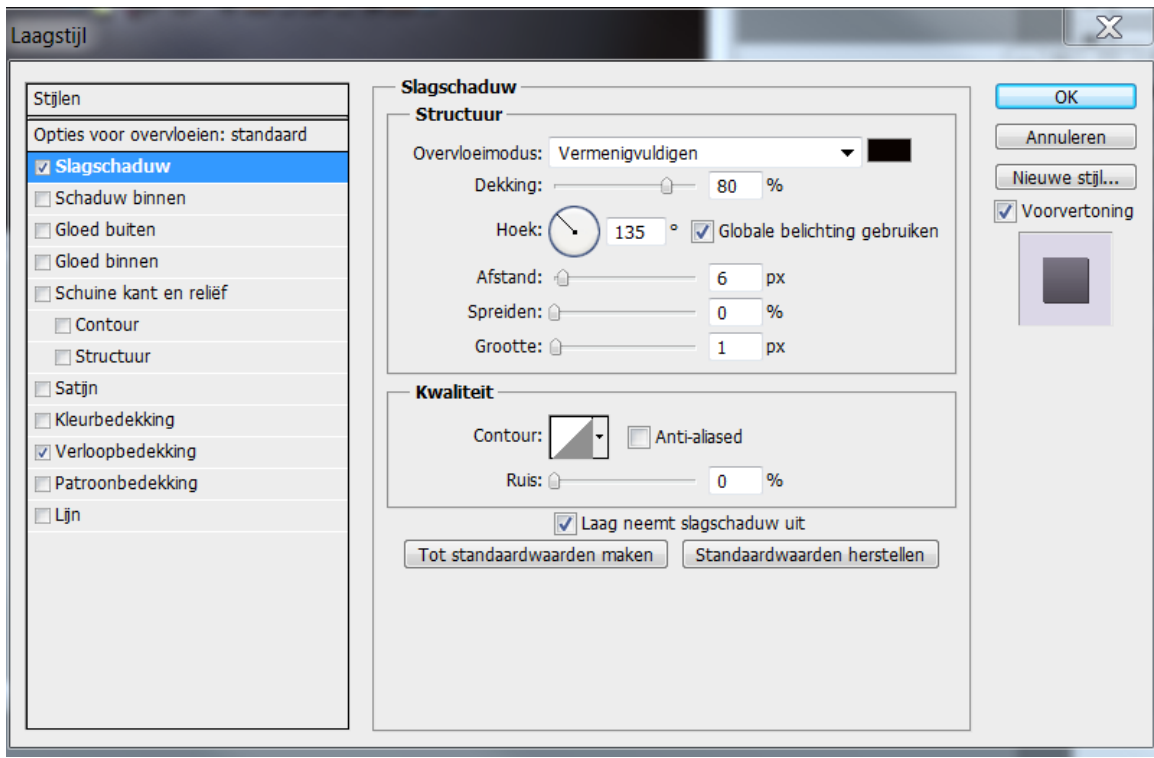 Laagstijl
Stijlen
Opties voor overvloeien: standaard
Slagschaduw
Schaduw binnen
Gloed buiten
Gloed binnen
Schuine kant en reliëf
Contour
Structuur
Satijn
Kleurbedekking
Verloopbedekking
Patroonbedekking
Lijn
Slagschaduw
Structuur
Overvloeimodus: Vermenigvuldigen
Dekking: 80 %
Hoek: 135 ° Globale belichting gebruiken
Afstand: 6 px
Spreiden: 0 %
Grootte: 1 px
Kwaliteit
Contour: Anti-aliased
Ruis: 0 %
Laag neemt slagschaduw uit
Tot standaardwaarden maken Standaardwaarden herstellen
OK
Annuleren
Nieuwe stijl...
Voorvertoning